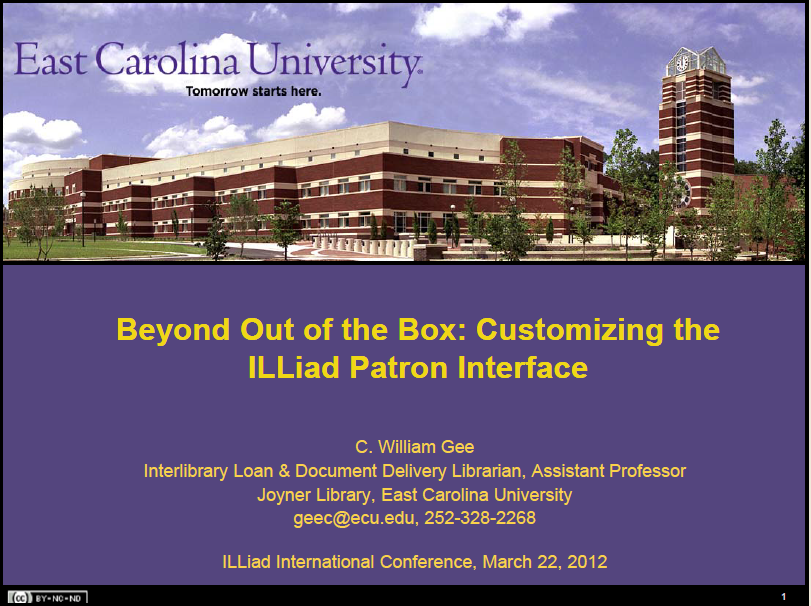 East Carolina University®
Tomorrow starts here.
Beyond Out of the Box: Customizing the
ILLiad Patron Interface
C. William Gee
Interlibrary Loan & Document Delivery Librarian, Assistant Professor
Joyner Library, East Carolina University
geec@ecu.edu, 252-328-2268
ILLiad International Conference, March 22, 2012
cc BY-NC-ND
1